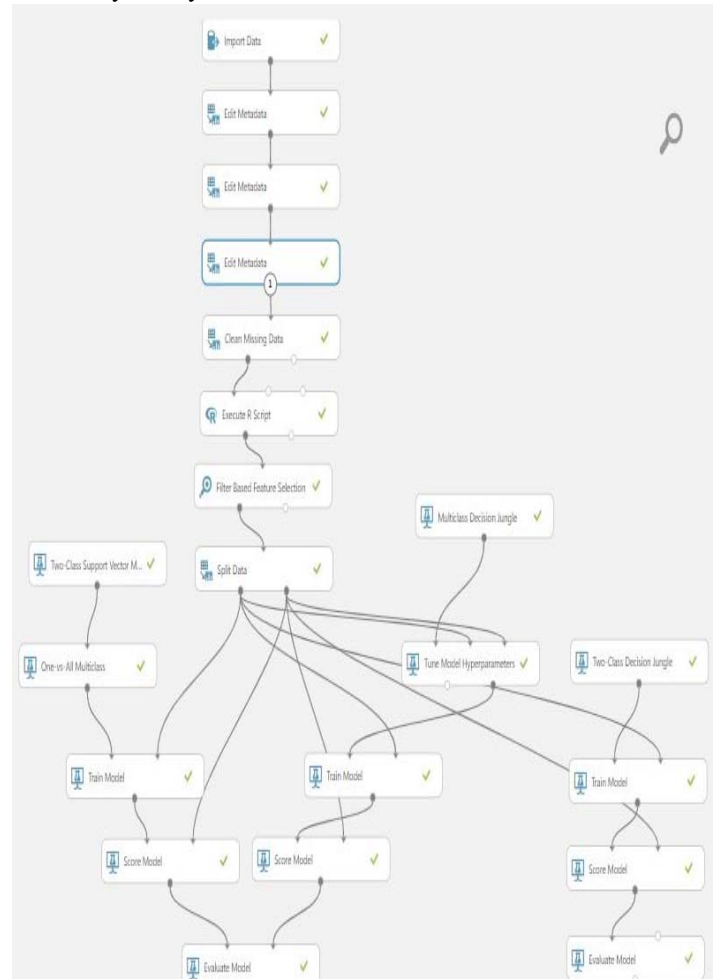 Import Data
Edit Metadata
Edit Metadata
Edit Metadata
1
Clean Missing Data
Execute R Script
Filter Based Feature Selection
Multiclass Decision Jungle
Two-Class Support Vector M...
Split Data
One-vs-All Multiclass
Tune Model Hyperparameters
Two-Class Decision Jungle
Train Model
Train Model
Train Model
Score Model
Score Model
Score Model
Evaluate Model
Evaluate Model